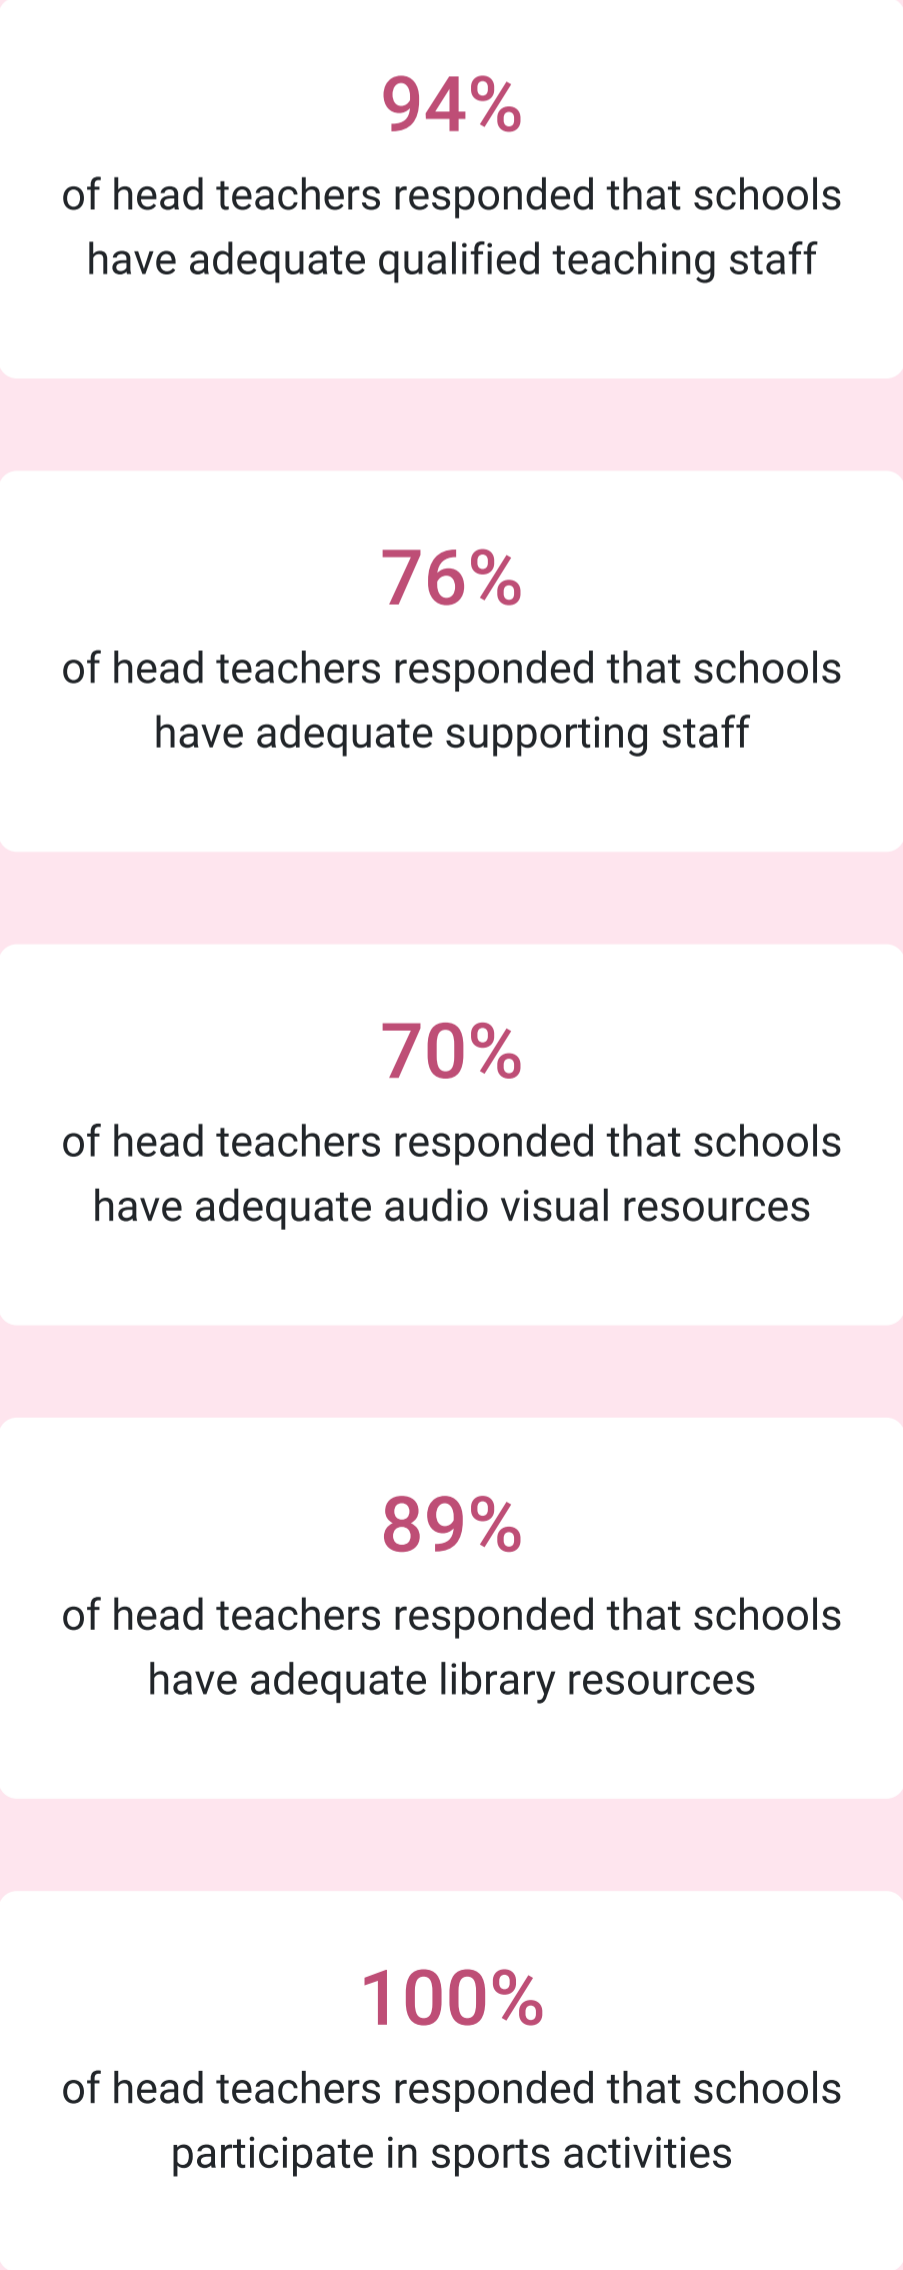 94%
of head teachers responded that schools
have adequate qualified teaching staff
76%
of head teachers responded that schools
have adequate supporting staff
70%
of head teachers responded that schools
have adequate audio visual resources
89%
of head teachers responded that schools
have adequate library resources
100%
of head teachers responded that schools
participate in sports activities